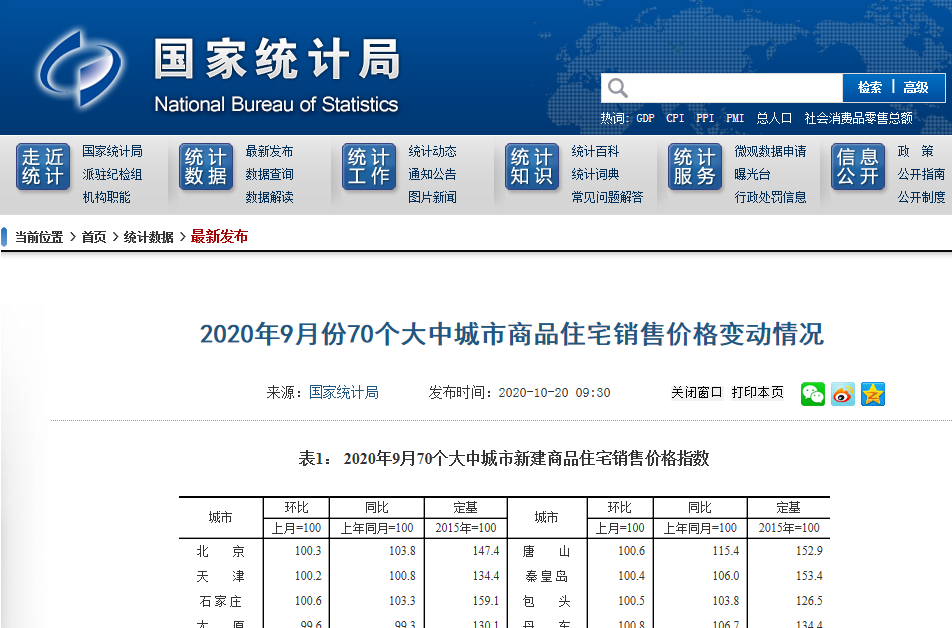 国家统计局
National Bureau of Statistics
检索 | 高级
热词: GDP CPI PPI PMI 总人口 社会消费品零售总额
走近统计 国家统计局 派驻纪检组 机构职能
统计数据 最新发布 数据查询 数据解读
统计工作 统计动态 通知公告 图片新闻
统计知识 统计百科 统计词典 常见问题解答
统计服务 微观数据申请 曝光台 行政处罚信息
信息公开 政 策 公开指南 公开制度
当前位置 > 首页 > 统计数据 > 最新发布
2020年9月份70个大中城市商品住宅销售价格变动情况
来源：国家统计局 发布时间：2020-10-20 09:30 关闭窗口 打印本页
表1： 2020年9月70个大中城市新建商品住宅销售价格指数
城市 环比 同比 定基 城市 环比 同比 定基
上月=100 上年同月=100 2015年=100 上月=100 上年同月=100 2015年=100
北 京 100.3 103.8 147.4 唐 山 100.6 115.4 152.9
天 津 100.2 100.8 134.4 秦皇岛 100.4 106.0 153.4
石家庄 100.6 103.3 159.1 包 头 100.5 103.8 126.5
太 原 99.6 99.3 130.1 丹 东 100.8 106.7 134.4